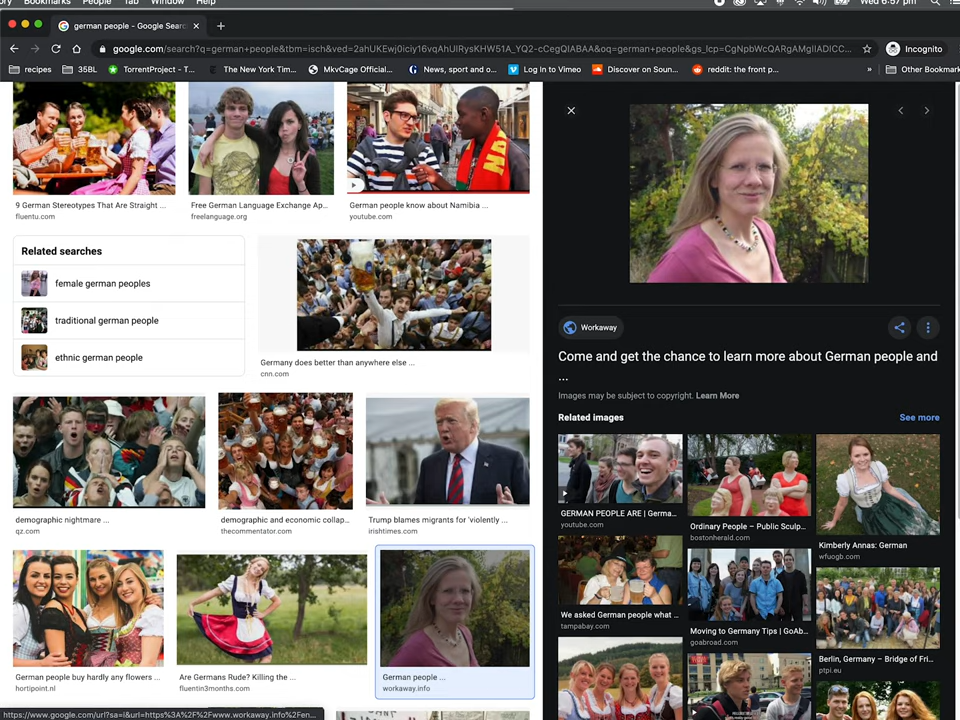 ory Bookmarks People Tab Window Help
Wed 6:57 pm
german people - Google Sear
google.com/search?q=german+people&tbm=isch&ved=2ahUKEwj0iciy16vqAhUIRysKHW51A_YQ2-cCegQIABAA&oq=german+people&gs_lcp=CgNpbWcQARgAMgIIADICC...
Incognito
recipes 35BL TorrentProject - T... The New York Tim... MkvCage Official... News, sport and o... Log in to Vimeo Discover on Soun... reddit: the front p... » Other Bookmark
9 German Stereotypes That Are Straight ...
fluentu.com
Free German Language Exchange Ap...
freelanguage.org
German people know about Namibia ...
youtube.com
Related searches
female german peoples
traditional german people
ethnic german people
Germany does better than anywhere else ...
cnn.com
demographic nightmare ...
qz.com
demographic and economic collap...
thecommentator.com
Trump blames migrants for 'violently ...
irishtimes.com
German people buy hardly any flowers ...
hortipoint.nl
Are Germans Rude? Killing the ...
fluentin3months.com
German people ...
workaway.info
https://www.google.com/url?sa=i&url=https%3A%2F%2Fwww.workaway.info%2Fen...
Workaway
Come and get the chance to learn more about German people and
...
Images may be subject to copyright. Learn More
Related images
See more
GERMAN PEOPLE ARE | Germa...
youtube.com
Ordinary People – Public Sculp...
bostonherald.com
Kimberly Annas: German
wfuogb.com
We asked German people what ...
tampabay.com
Moving to Germany Tips | GoAb...
goabroad.com
Berlin, Germany – Bridge of Fri...
ptpi.eu